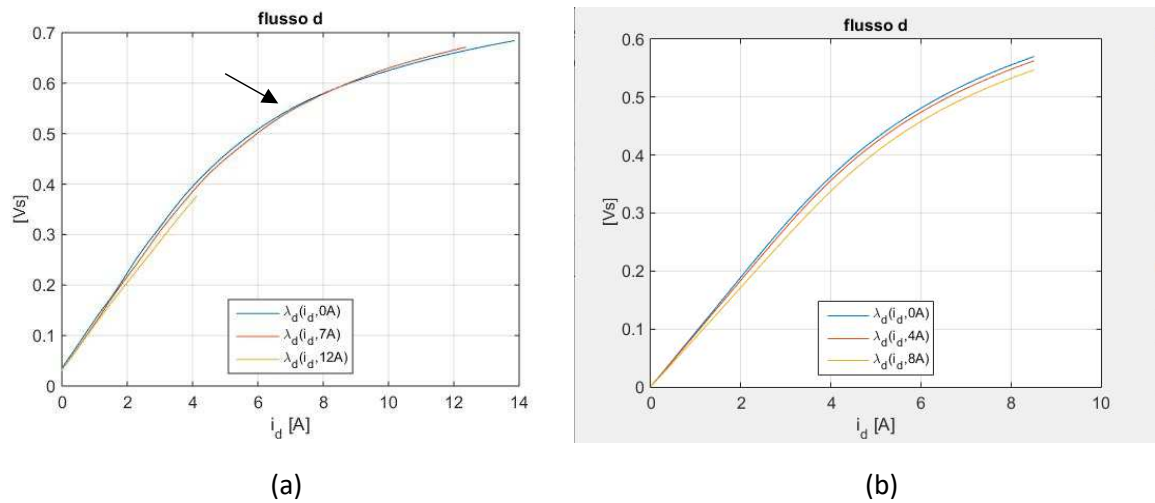 flusso d
0.7
0.6
0.5
0.4
0.3
0.2
0.1
0
[Vs]
λd(id,0A)
λd(id,7A)
λd(id,12A)
0 2 4 6 8 10 12 14
id [A]
(a)
flusso d
0.6
0.5
0.4
0.3
0.2
0.1
0
[Vs]
λd(id,0A)
λd(id,4A)
λd(id,8A)
0 2 4 6 8 10
id [A]
(b)